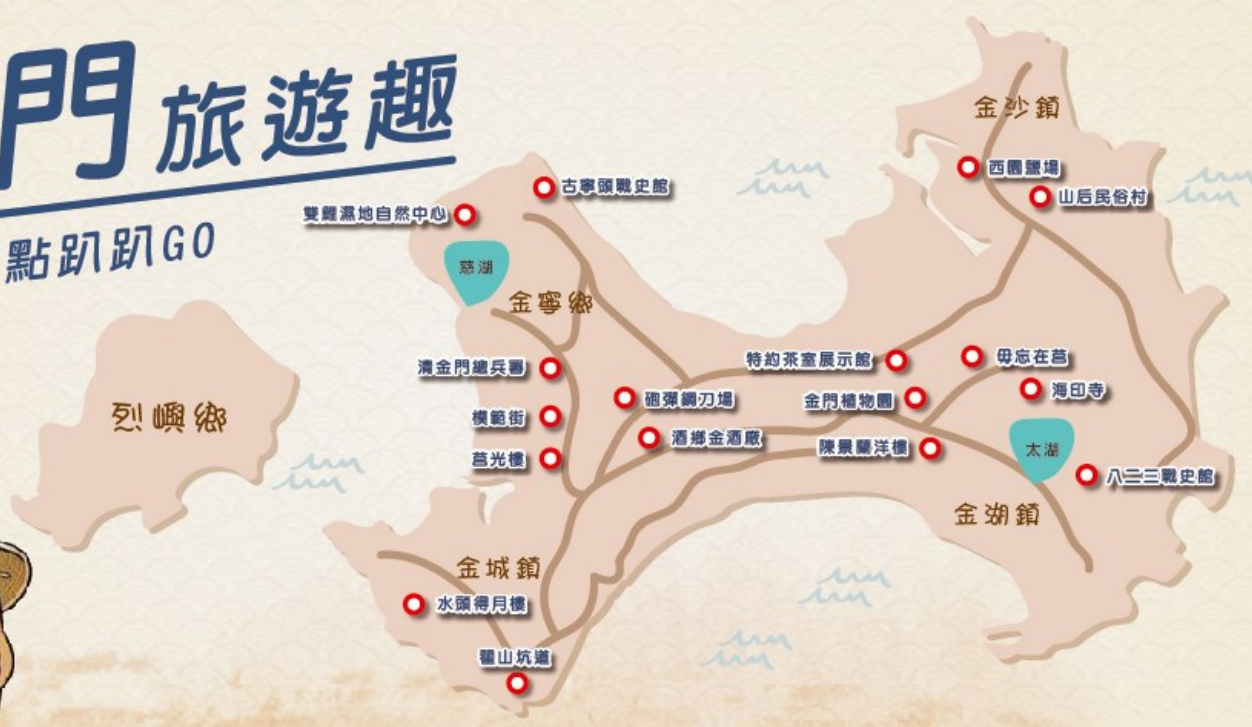 門旅遊趣
點趴趴GO
金沙鎮
西園鹽場
山后民俗村
古寧頭戰史館
雙鯉濕地自然中心
慈湖
金寧鄉
清金門總兵署
特約茶室展示館
毋忘在莒
海印寺
砲彈鋼刀場
金門植物園
烈嶼鄉
模範街
酒鄉金酒廠
陳景蘭洋樓
太湖
莒光樓
八二三戰史館
金湖鎮
金城鎮
水頭得月樓
翟山坑道